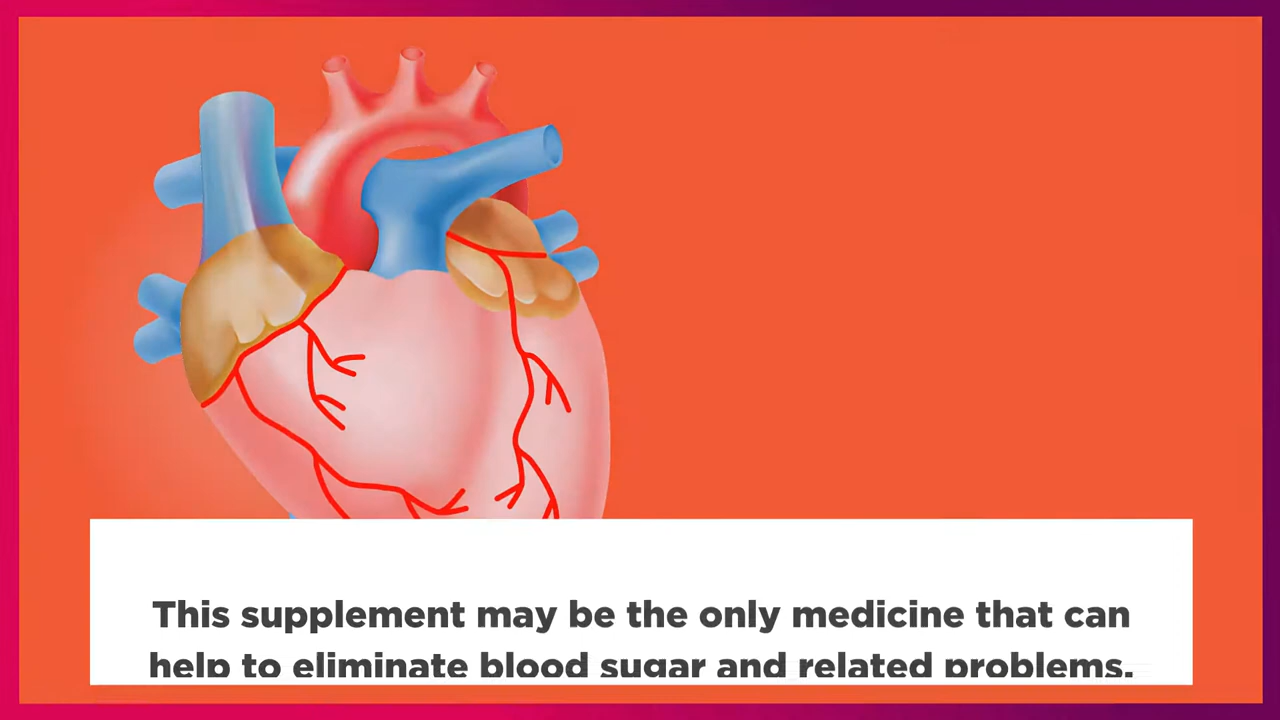 This supplement may be the only medicine that can
help to eliminate blood sugar and related problems.